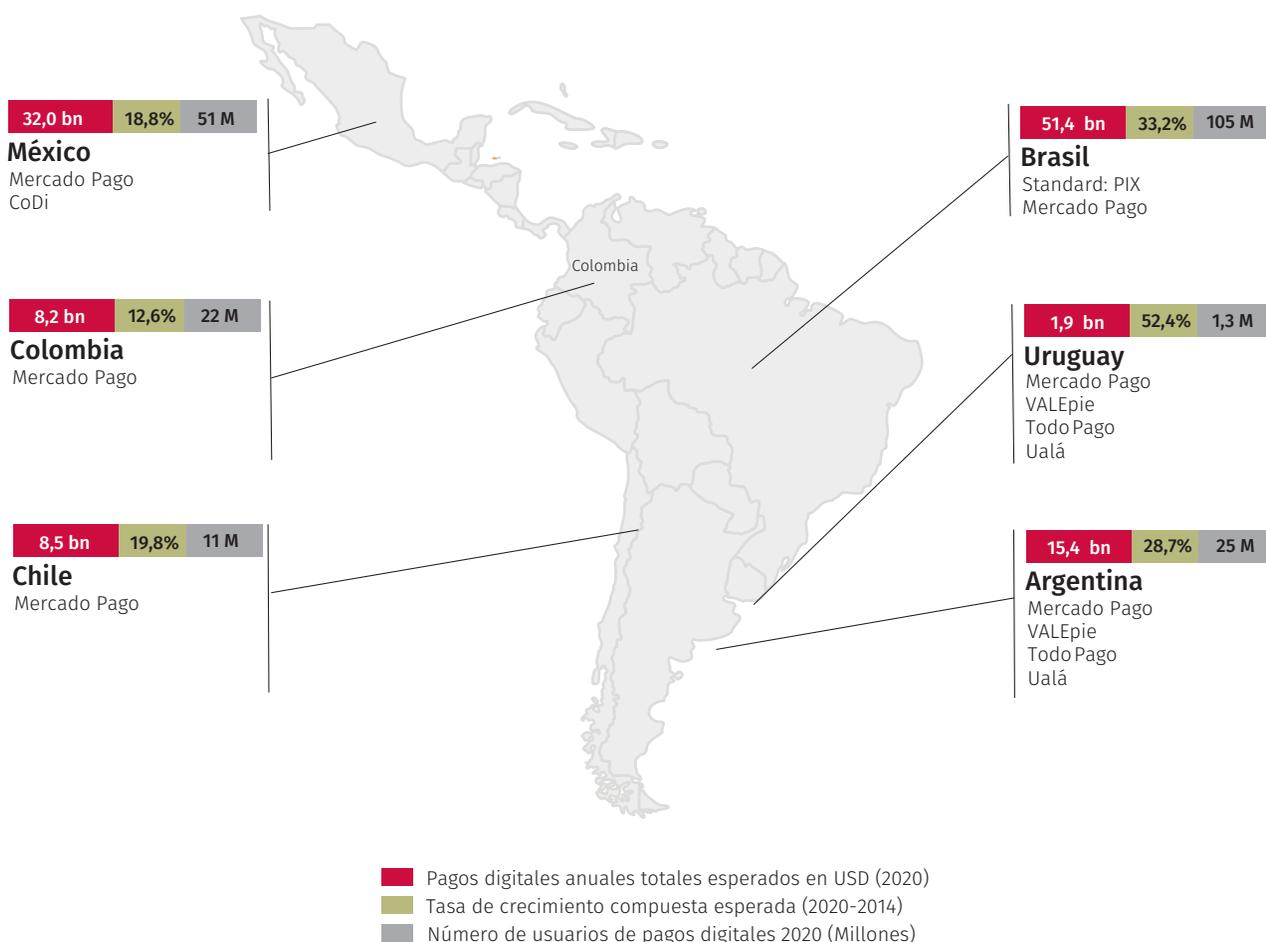 32,0 bn 18,8% 51 M
México
Mercado Pago
CoDi
8,2 bn 12,6% 22 M
Colombia
Mercado Pago
8,5 bn 19,8% 11 M
Chile
Mercado Pago
Colombia
51,4 bn 33,2% 105 M
Brasil
Standard: PIX
Mercado Pago
1,9 bn 52,4% 1,3 M
Uruguay
Mercado Pago
VALEpie
Todo Pago
Ualá
15,4 bn 28,7% 25 M
Argentina
Mercado Pago
VALEpie
Todo Pago
Ualá
Pagos digitales anuales totales esperados en USD (2020)
Tasa de crecimiento compuesta esperada (2020-2014)
Número de usuarios de pagos digitales 2020 (Millones)